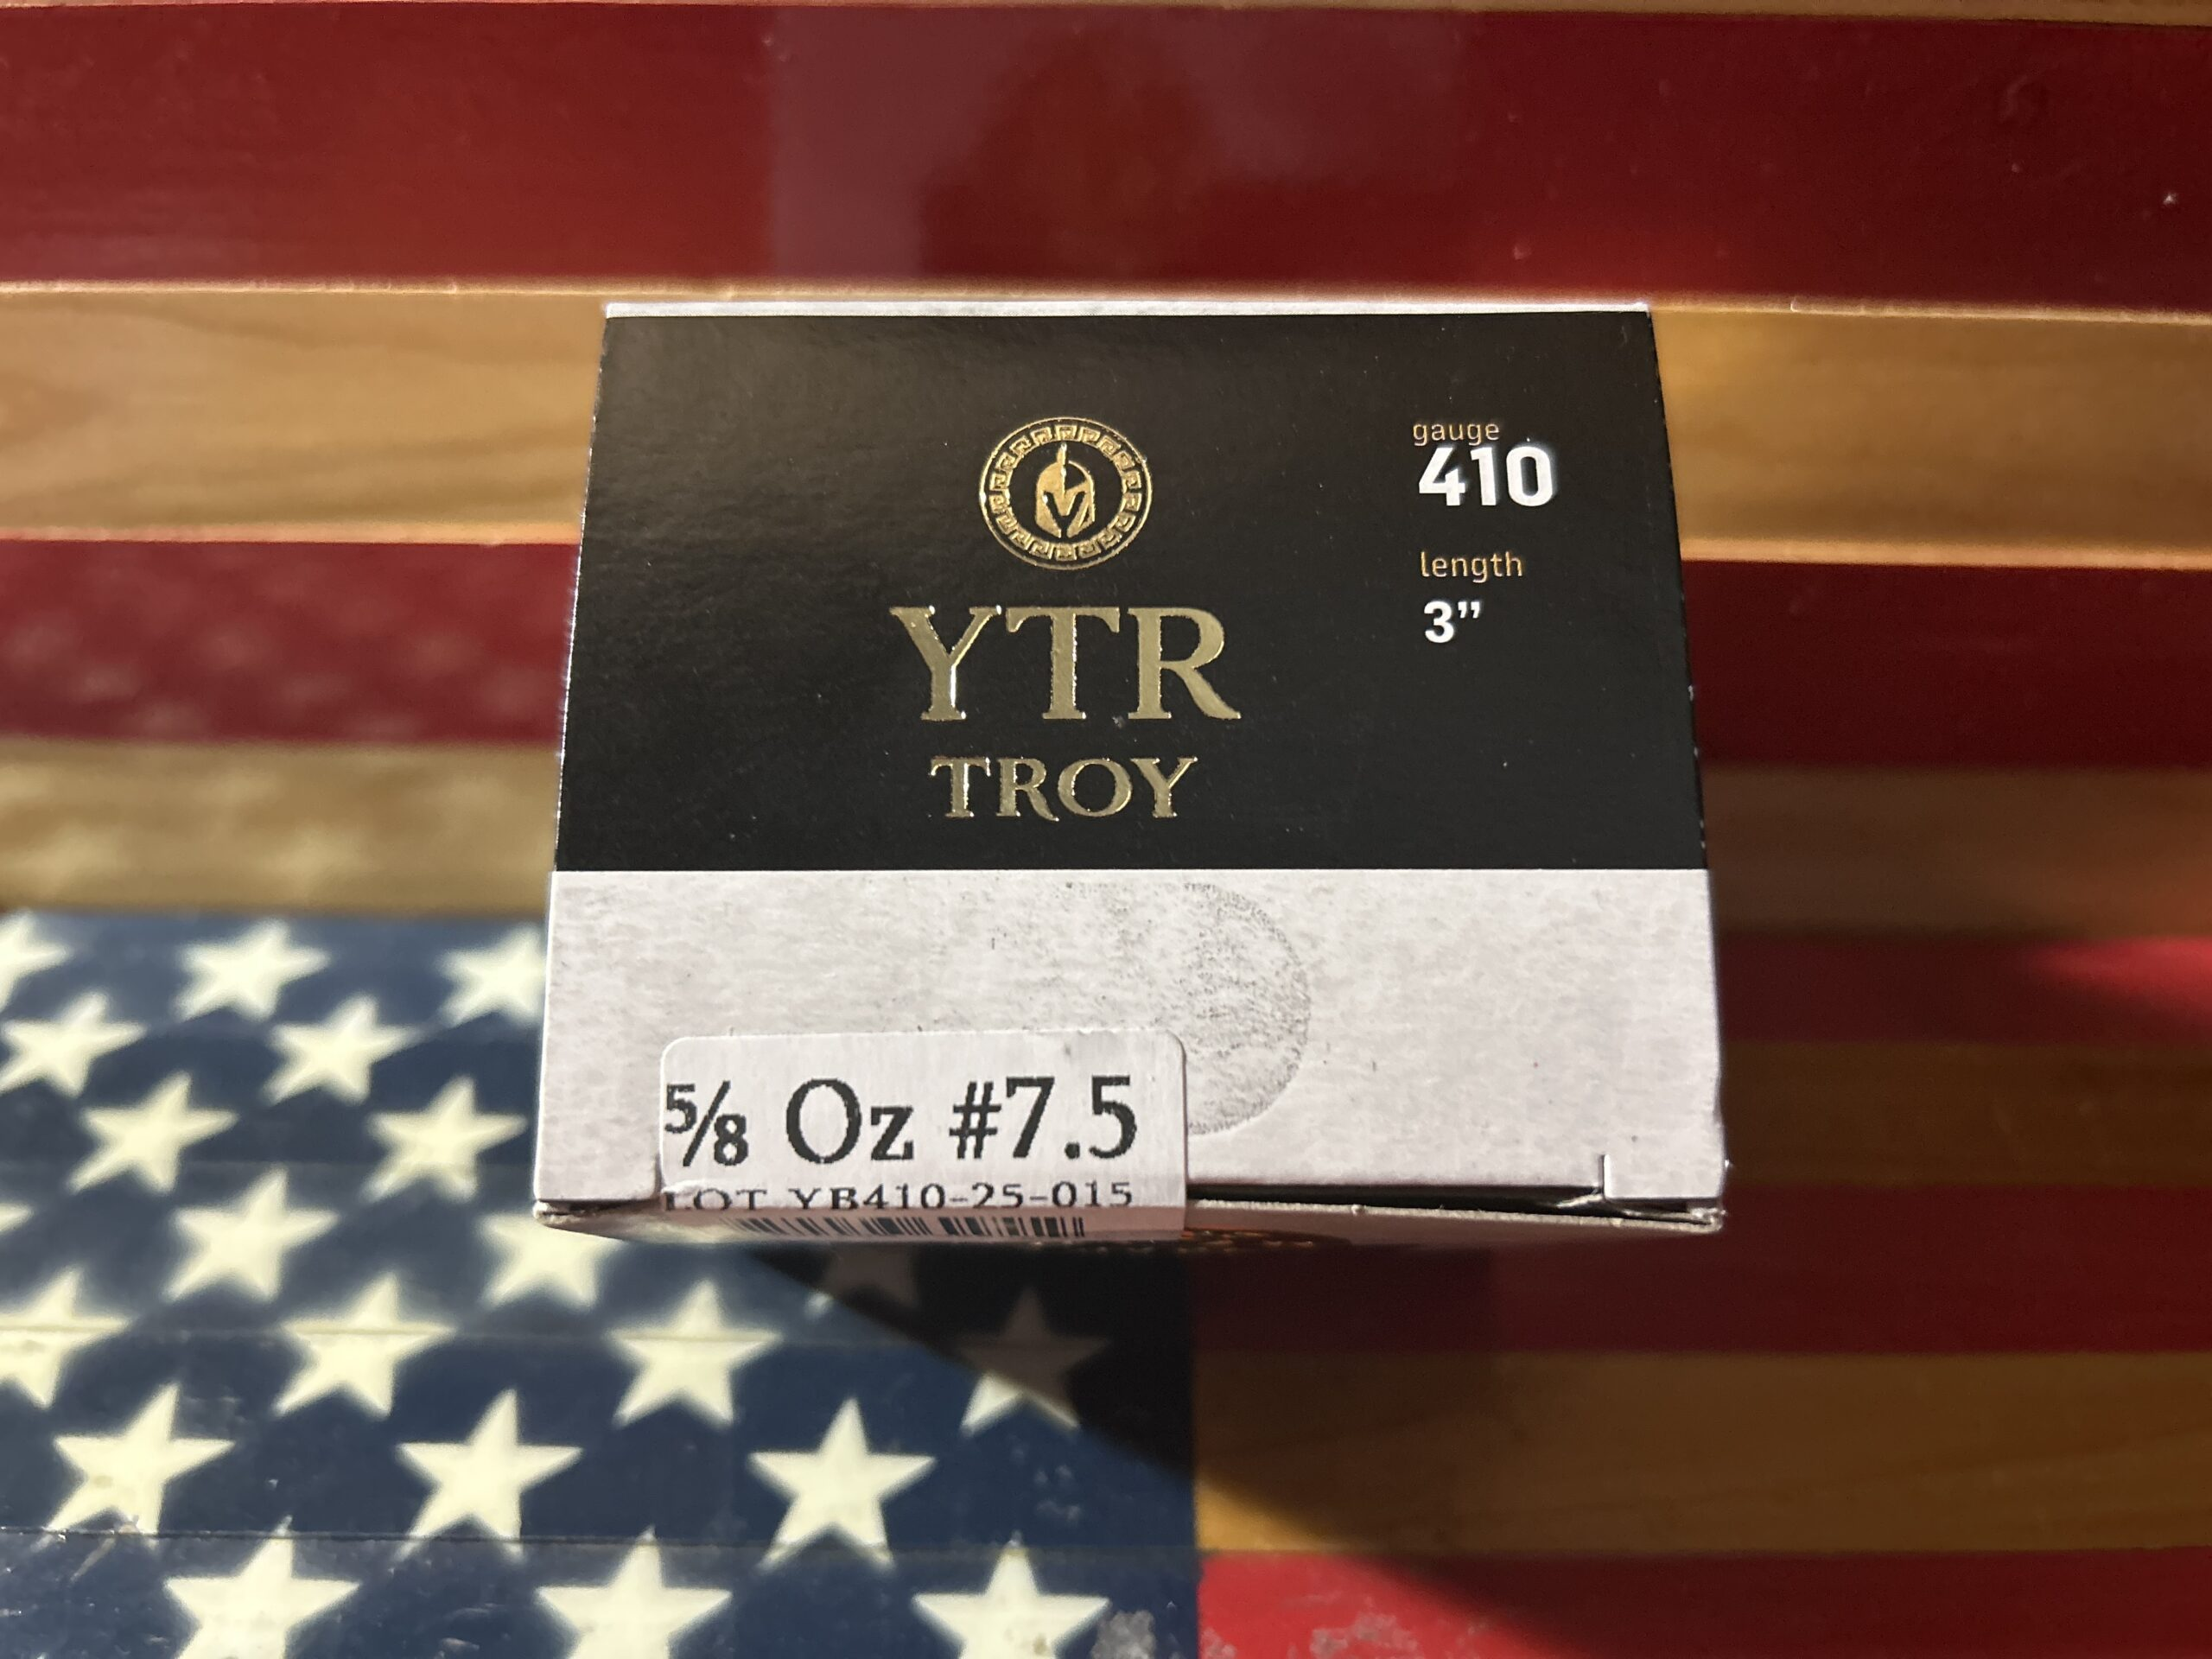 gauge
410
length
3”
YTR
TROY
⅝ Oz #7.5
LOT YB410-25-015